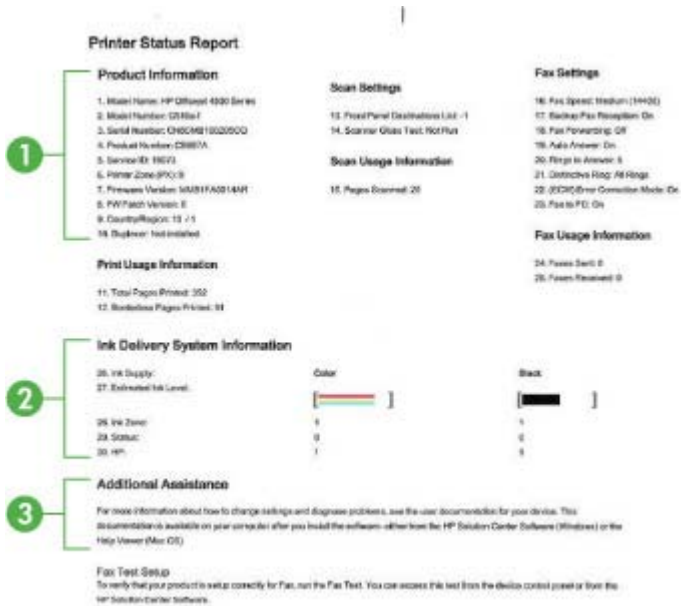 Printer Status Report
1
Product Information
1. Model Name: HP Officejet 4500 Series
2. Model Number:
3. Serial Number:
4. Product Number:
5. Service ID:
6. Printer Zone (PX): 0
7. Firmware Version:
8. FW Patch Version: 0
9. Country/Region: 13 / 1
10. Duplexer: Not installed
Print Usage Information
11. Total Pages Printed: 352
12. Borderless Pages Printed:
Scan Settings
13. Front Panel Destinations List: -1
14. Scanner Glass Test: Not Run
Scan Usage Information
15. Pages Scanned: 20
Fax Settings
16. Fax Speed: Medium (14400)
17. Backup Fax Reception: On
18. Fax Forwarding: Off
19. Auto Answer: On
20. Rings to Answer: 5
21. Distinctive Ring: All Rings
22. (ECM) Error Correction Mode: On
23. Fax to PC: On
Fax Usage Information
24. Faxes Sent: 0
25. Faxes Received: 0
2
Ink Delivery System Information
26. Ink Supply: Color Black
27. Estimated Ink Level:
28. Ink Zone: 1
29. Status: 0 0
30. HP:
3
Additional Assistance
For more information about how to change settings and diagnose problems, see the user documentation for your device. This
documentation is available on your computer after you install the software- either from the HP Solution Center Software (Windows) or the
Help Viewer (Mac OS)
Fax Test Setup
To verify that your product is setup correctly for Fax, run the Fax Test. You can access this test from the device control panel or from the
HP Solution Center Software.